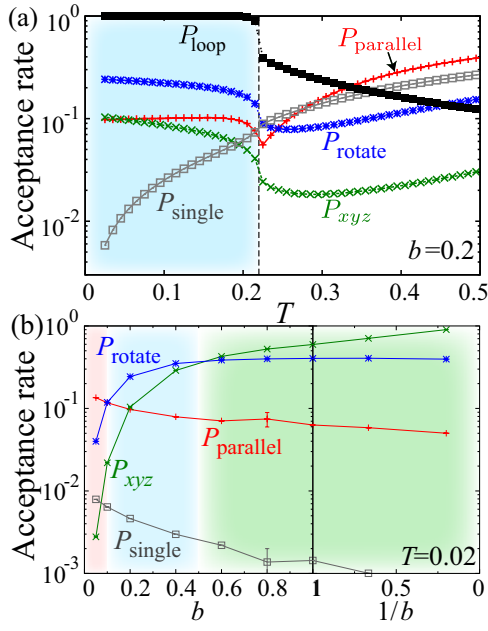 (a)
10^0
10^-1
10^-2
Acceptance rate
P_loop
P_parallel
P_rotate
P_single
P_xyz
b=0.2
0 0.1 0.2 0.3 0.4 0.5
T
(b)
10^0
10^-1
10^-2
10^-3
Acceptance rate
P_rotate
P_parallel
P_xyz
P_single
T=0.02
0 0.2 0.4 0.6 0.8 1 0.5 0
b 1/b